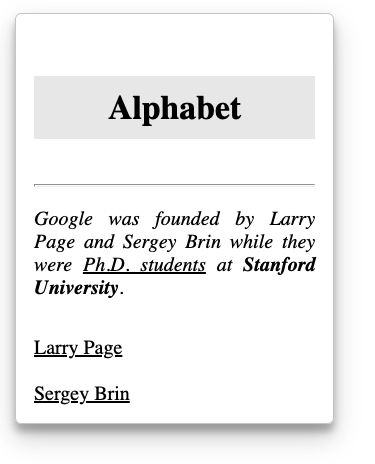 Alphabet
Google was founded by Larry
Page and Sergey Brin while they
were Ph.D. students at Stanford
University.
Larry Page
Sergey Brin